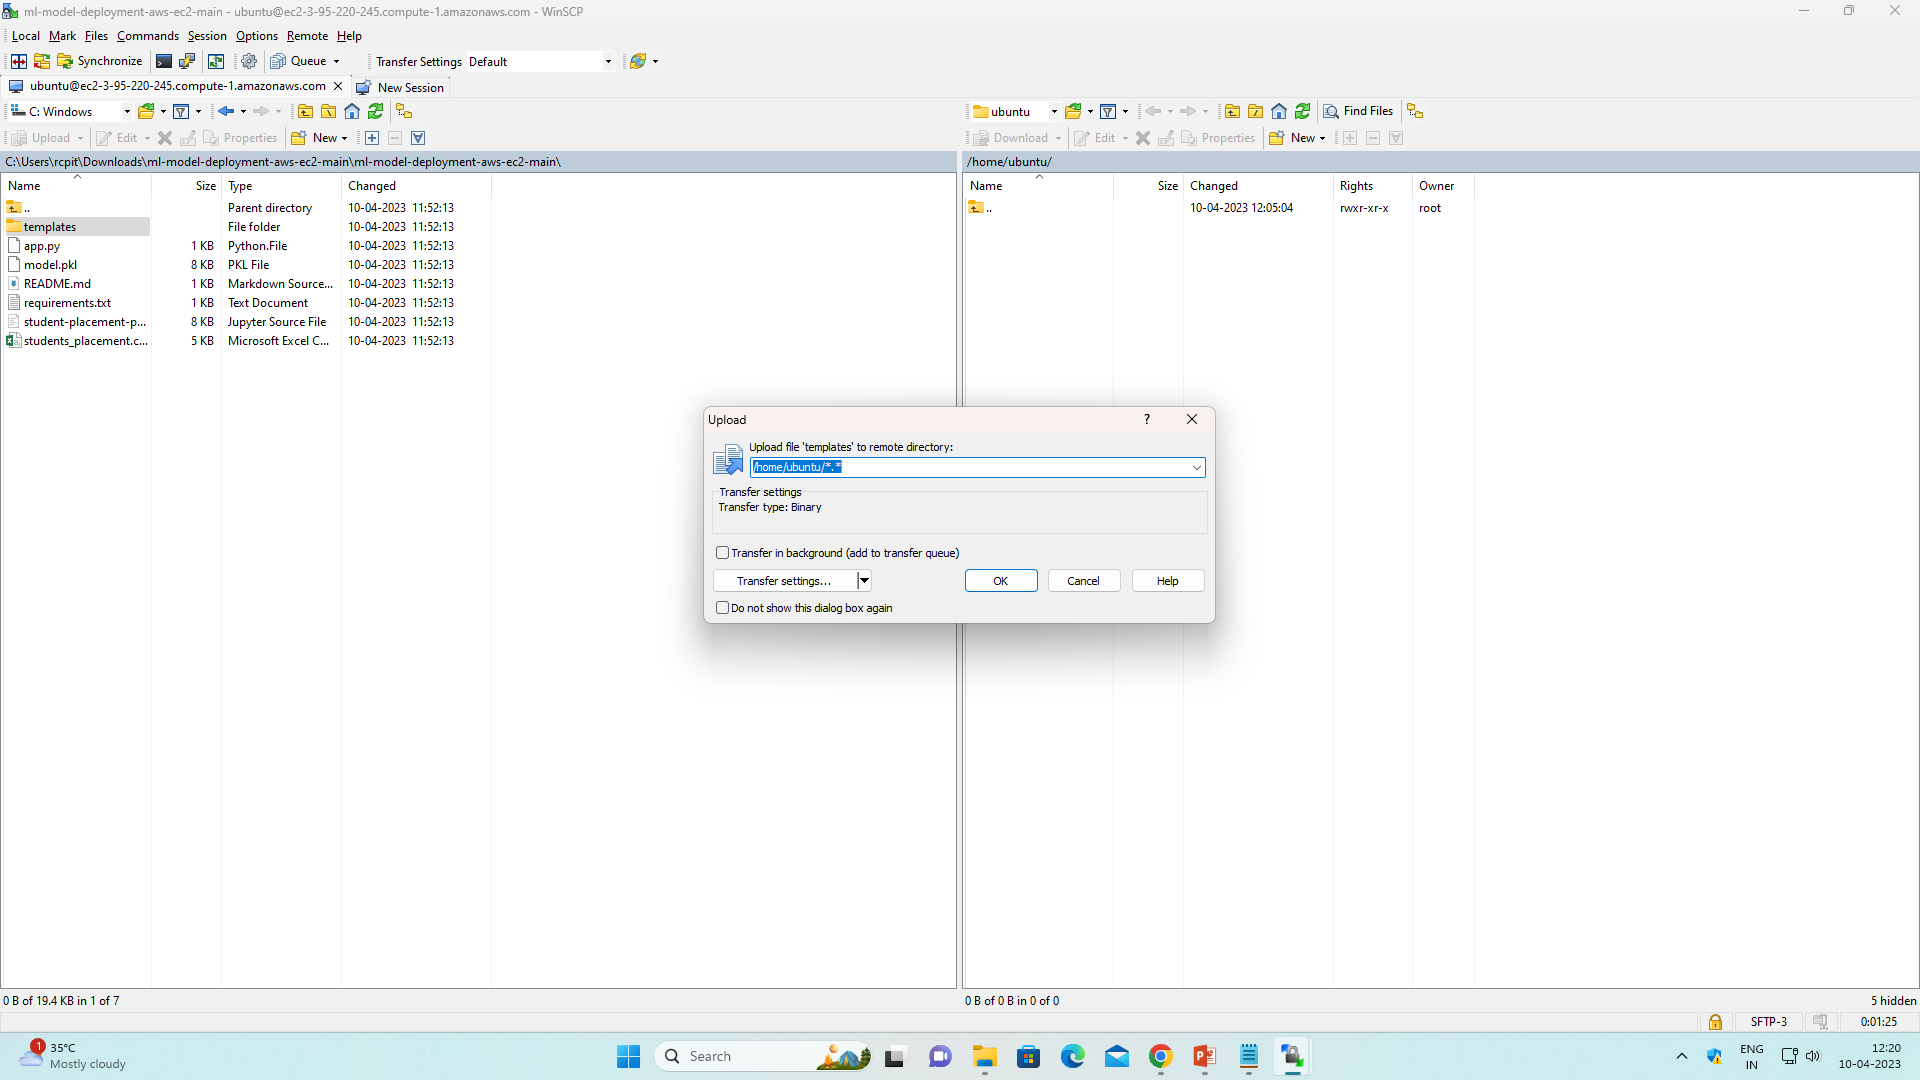 ml-model-deployment-aws-ec2-main - ubuntu@ec2-3-95-220-245.compute-1.amazonaws.com - WinSCP
Local Mark Files Commands Session Options Remote Help
Synchronize Queue Transfer Settings Default
ubuntu@ec2-3-95-220-245.compute-1.amazonaws.com New Session
C: Windows
Upload Edit Properties New
C:\Users\rcpit\Downloads\ml-model-deployment-aws-ec2-main\ml-model-deployment-aws-ec2-main\
Name Size Type Changed
.. Parent directory 10-04-2023 11:52:13
templates File folder 10-04-2023 11:52:13
app.py 1 KB Python.File 10-04-2023 11:52:13
model.pkl 8 KB PKL File 10-04-2023 11:52:13
README.md 1 KB Markdown Source... 10-04-2023 11:52:13
requirements.txt 1 KB Text Document 10-04-2023 11:52:13
student-placement-p... 8 KB Jupyter Source File 10-04-2023 11:52:13
students_placement.c... 5 KB Microsoft Excel C... 10-04-2023 11:52:13
ubuntu Find Files
Download Edit Properties New
/home/ubuntu/
Name Size Changed Rights Owner
.. 10-04-2023 12:05:04 rwxr-xr-x root
Upload ?
Upload file 'templates' to remote directory:
/home/ubuntu/*.*
Transfer settings
Transfer type: Binary
Transfer in background (add to transfer queue)
Transfer settings... OK Cancel Help
Do not show this dialog box again
0 B of 19.4 KB in 1 of 7 0 B of 0 B in 0 of 0 5 hidden
SFTP-3 0:01:25
1 35°C
Mostly cloudy
Search
ENG
IN
12:20
10-04-2023